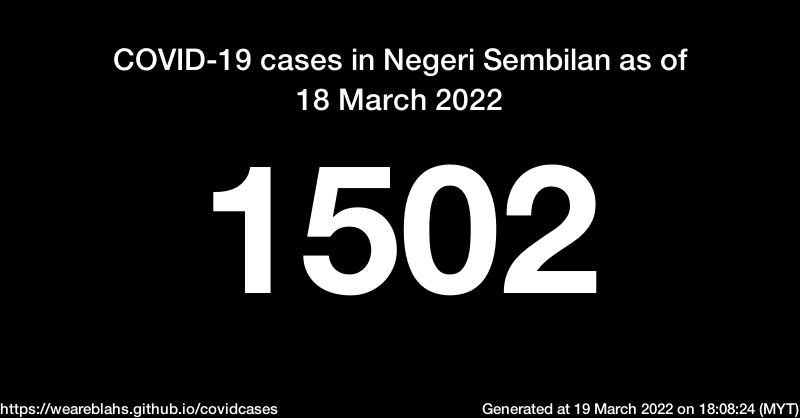 COVID-19 cases in Negeri Sembilan as of
18 March 2022
1502
https://weareblahs.github.io/covidcases
Generated at 19 March 2022 on 18:08:24 (MYT)